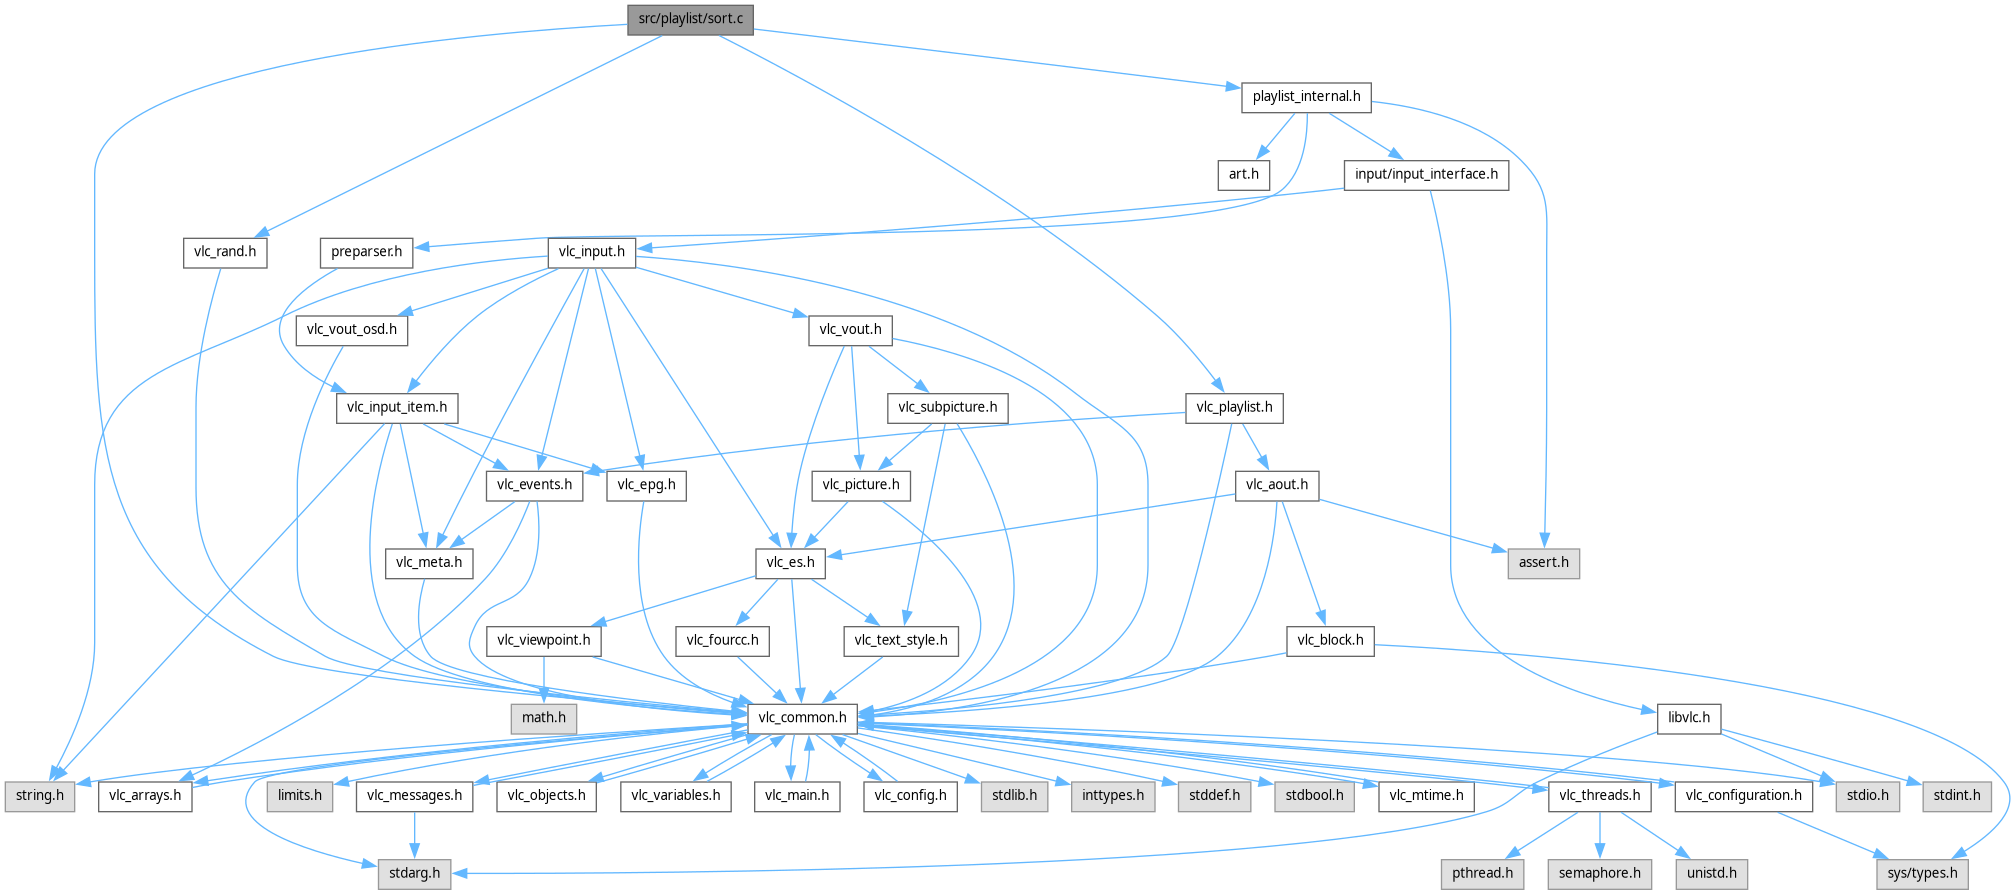 src/playlist/sort.c
playlist_internal.h
art.h
input/input_interface.h
vlc_rand.h
preparser.h
vlc_input.h
vlc_vout_osd.h
vlc_vout.h
vlc_input_item.h
vlc_subpicture.h
vlc_playlist.h
vlc_events.h
vlc_epg.h
vlc_picture.h
vlc_aout.h
vlc_meta.h
vlc_es.h
assert.h
vlc_viewpoint.h
vlc_fourcc.h
vlc_text_style.h
vlc_block.h
math.h
vlc_common.h
libvlc.h
string.h
vlc_arrays.h
limits.h
vlc_messages.h
vlc_objects.h
vlc_variables.h
vlc_main.h
vlc_config.h
stdlib.h
inttypes.h
stddef.h
stdbool.h
vlc_mtime.h
vlc_threads.h
vlc_configuration.h
stdio.h
stdint.h
stdarg.h
pthread.h
semaphore.h
unistd.h
sys/types.h